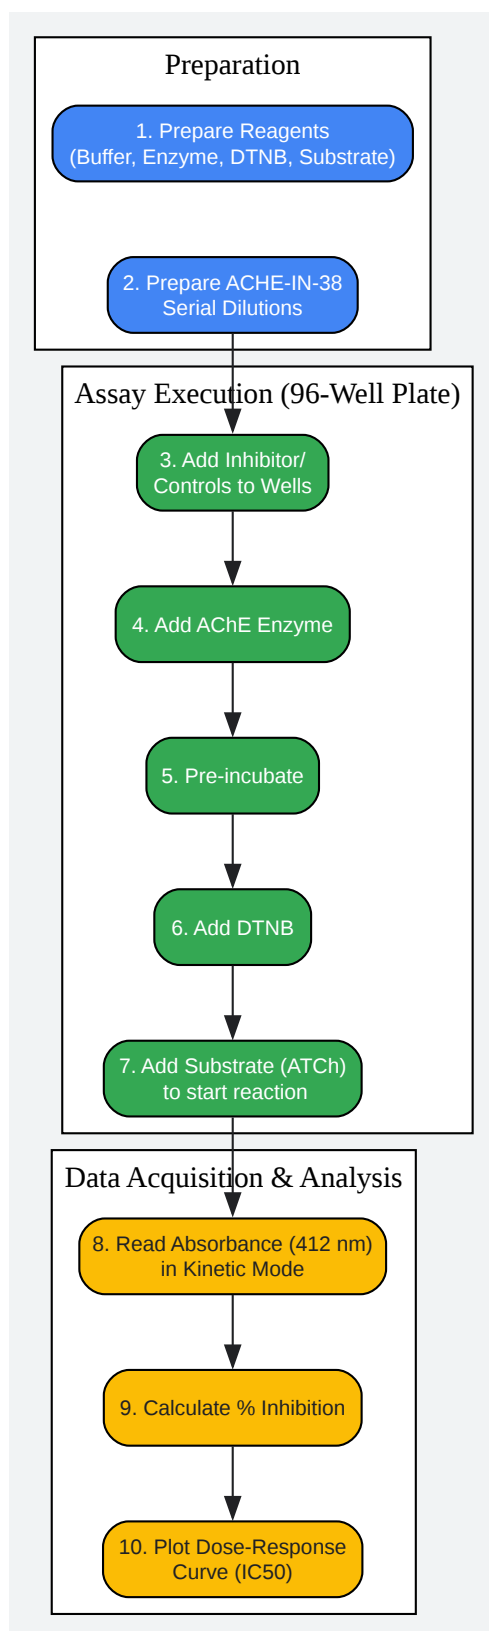 Preparation
1. Prepare Reagents
(Buffer, Enzyme, DTNB, Substrate)
2. Prepare ACHE-IN-38
Serial Dilutions
Assay Execution (96-Well Plate)
3. Add Inhibitor/
Controls to Wells
4. Add AChE Enzyme
5. Pre-incubate
6. Add DTNB
7. Add Substrate (ATCh)
to start reaction
Data Acquisition & Analysis
8. Read Absorbance (412 nm)
in Kinetic Mode
9. Calculate % Inhibition
10. Plot Dose-Response
Curve (IC50)